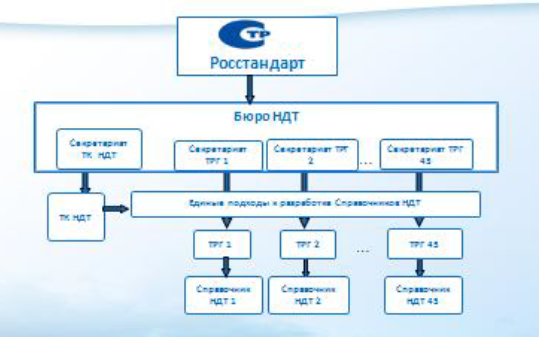 СТР
Росстандарт
Бюро НДТ
Секретариат
ТК НДТ
Секретариат
ТРГ 1
Секретариат ТРГ
2
...
Секретариат ТРГ
45
ТК НДТ
Единые подходы к разработке Справочников НДТ
ТРГ 1
ТРГ 2
...
ТРГ 45
Справочник
НДТ 1
Справочник
НДТ 2
Справочник
НДТ 45